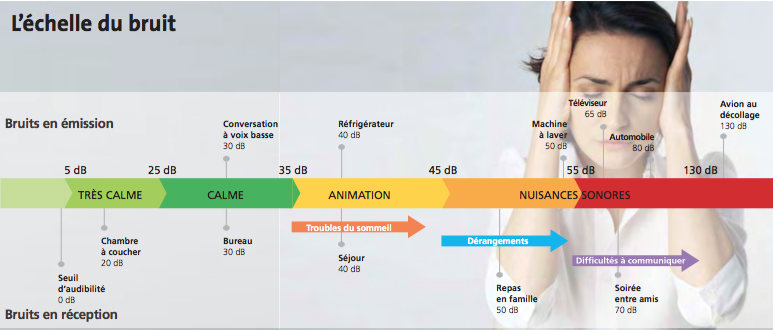 L'échelle du bruit
Bruits en émission
Conversation
à voix basse
30 dB
Réfrigérateur
40 dB
Machine
à laver
50 dB
Téléviseur
65 dB
Automobile
80 dB
Avion au
décollage
130 dB
5 dB
25 dB
35 dB
45 dB
55 dB
130 dB
TRÈS CALME
CALME
ANIMATION
NUISANCES SONORES
Troubles du sommeil
Dérangements
Difficultés à communiquer
Seuil
d'audibilité
0 dB
Chambre
à coucher
20 dB
Bureau
30 dB
Séjour
40 dB
Repas
en famille
50 dB
Soirée
entre amis
70 dB
Bruits en réception